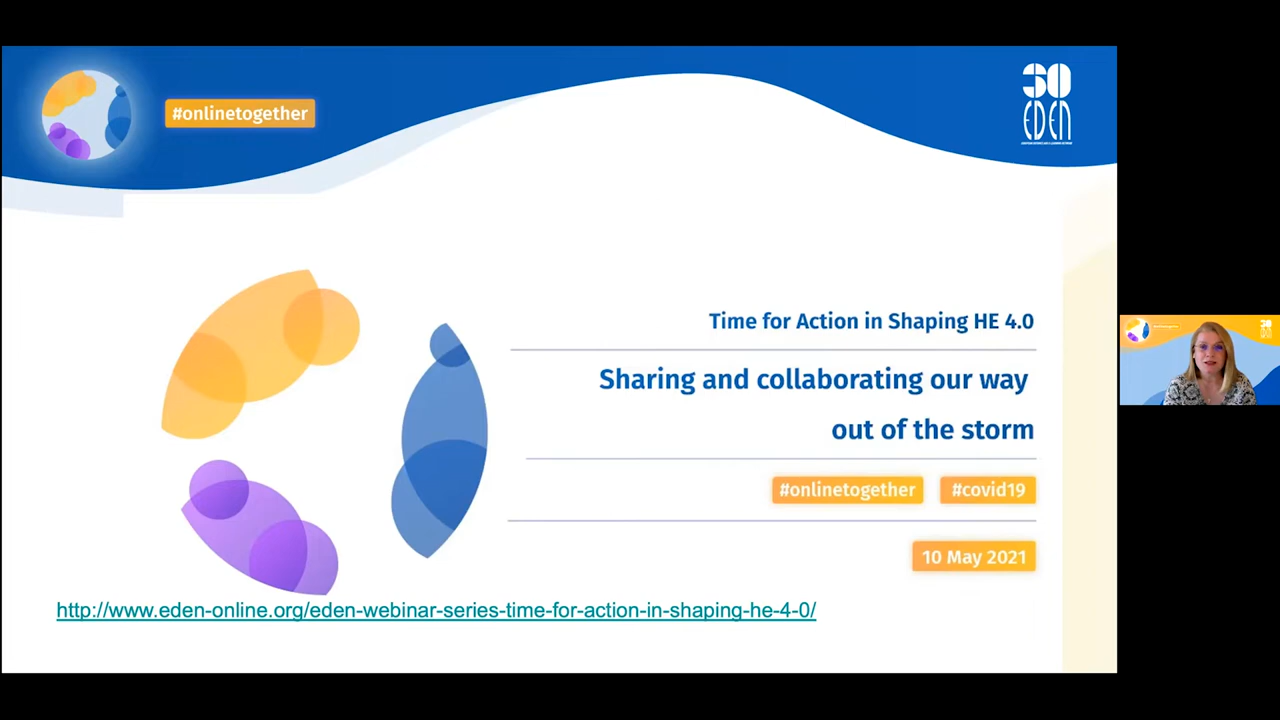 #onlinetogether
30
EDEN
Time for Action in Shaping HE 4.0
Sharing and collaborating our way
out of the storm
#onlinetogether #covid19
10 May 2021
http://www.eden-online.org/eden-webinar-series-time-for-action-in-shaping-he-4-0/